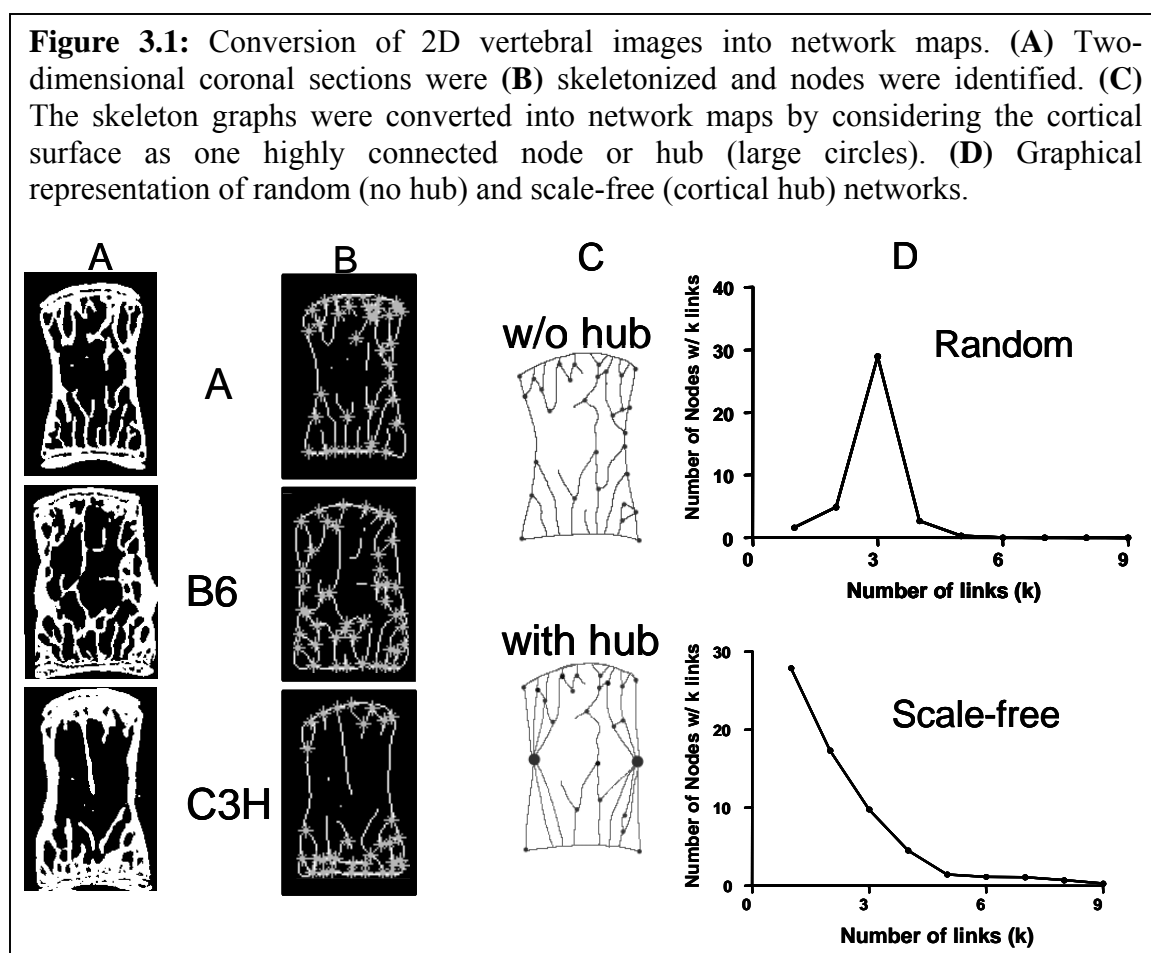 Figure 3.1: Conversion of 2D vertebral images into network maps. (A) Two-
dimensional coronal sections were (B) skeletonized and nodes were identified. (C)
The skeleton graphs were converted into network maps by considering the cortical
surface as one highly connected node or hub (large circles). (D) Graphical
representation of random (no hub) and scale-free (cortical hub) networks.
A
B
C
D
A
B6
C3H
w/o hub
with hub
Number of Nodes w/ k links
40
30
20
10
0
Random
0
3
6
9
Number of links (k)
Number of Nodes w/ k links
30
20
10
0
Scale-free
0
3
6
9
Number of links (k)